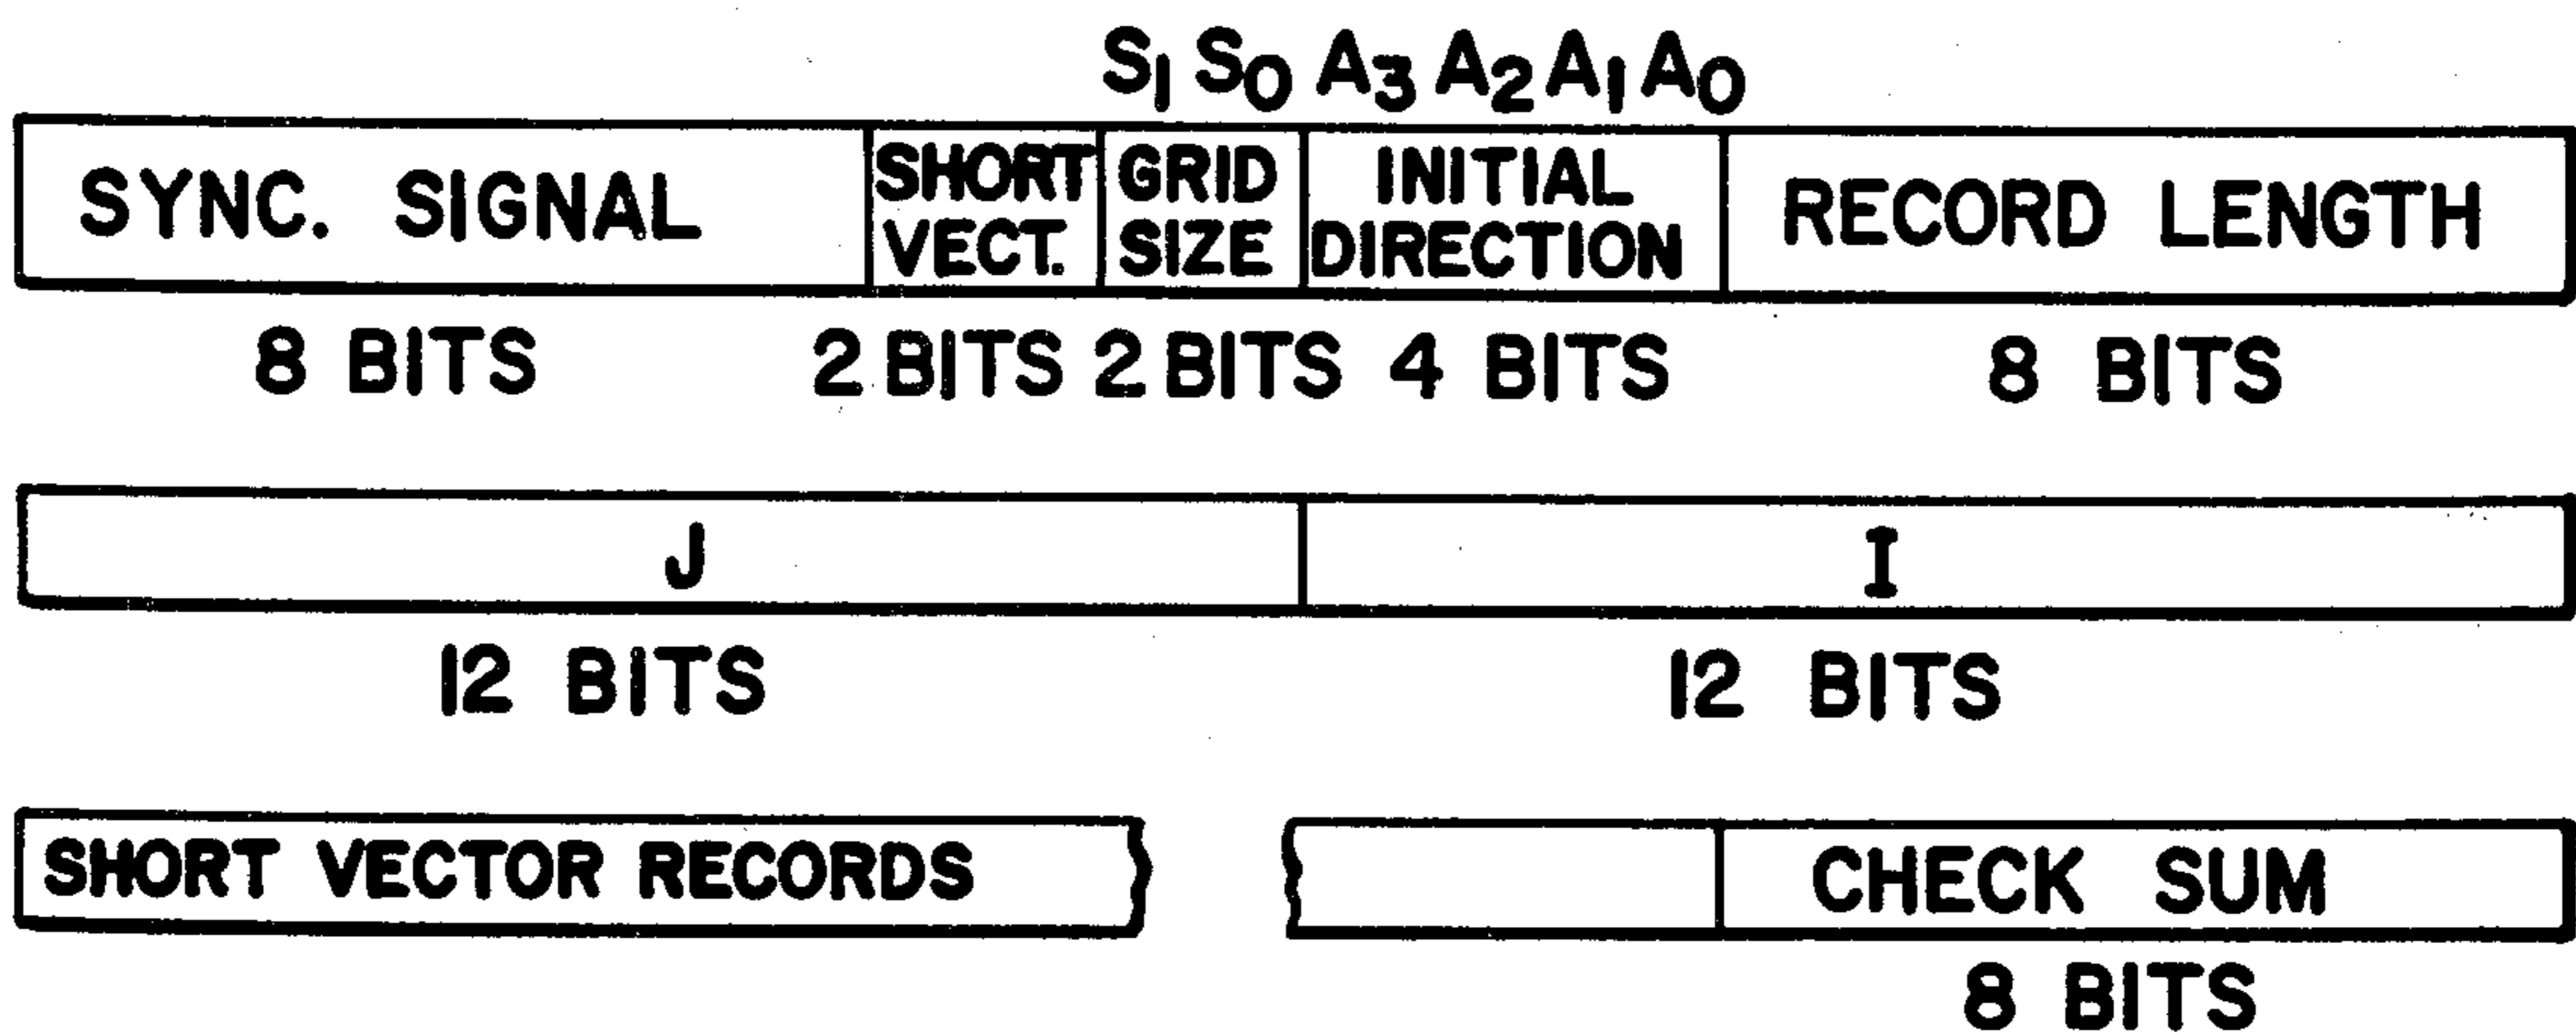 S₁ S₀ A₃ A₂ A₁ A₀
SYNC. SIGNAL
SHORT
VECT.
GRID
SIZE
INITIAL
DIRECTION
RECORD LENGTH
8 BITS 2 BITS 2 BITS 4 BITS 8 BITS
J I
12 BITS 12 BITS
SHORT VECTOR RECORDS CHECK SUM
8 BITS